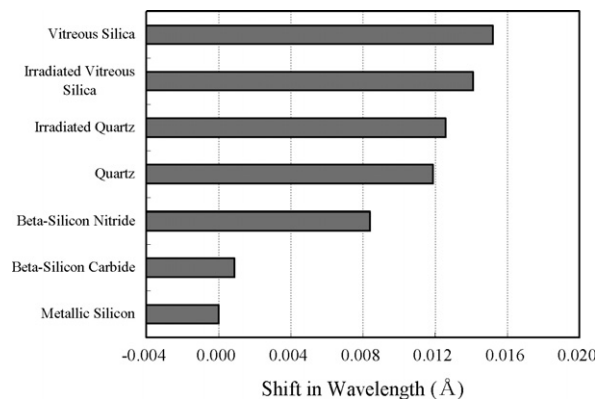 Vitreous Silica
Irradiated Vitreous
Silica
Irradiated Quartz
Quartz
Beta-Silicon Nitride
Beta-Silicon Carbide
Metallic Silicon
-0.004 0.000 0.004 0.008 0.012 0.016 0.020
Shift in Wavelength (Å)